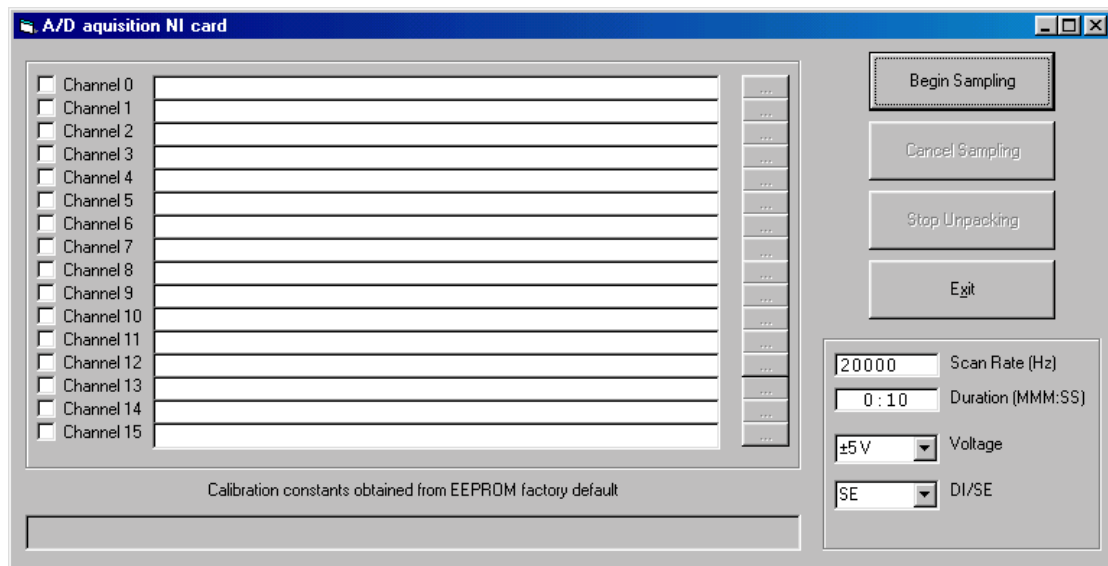 A/D aquisition NI card
Channel 0 ...
Channel 1 ...
Channel 2 ...
Channel 3 ...
Channel 4 ...
Channel 5 ...
Channel 6 ...
Channel 7 ...
Channel 8 ...
Channel 9 ...
Channel 10 ...
Channel 11 ...
Channel 12 ...
Channel 13 ...
Channel 14 ...
Channel 15 ...
Calibration constants obtained from EEPROM factory default
Begin Sampling
Cancel Sampling
Stop Unpacking
Exit
20000 Scan Rate (Hz)
0:10 Duration (MMM:SS)
±5V Voltage
SE DI/SE